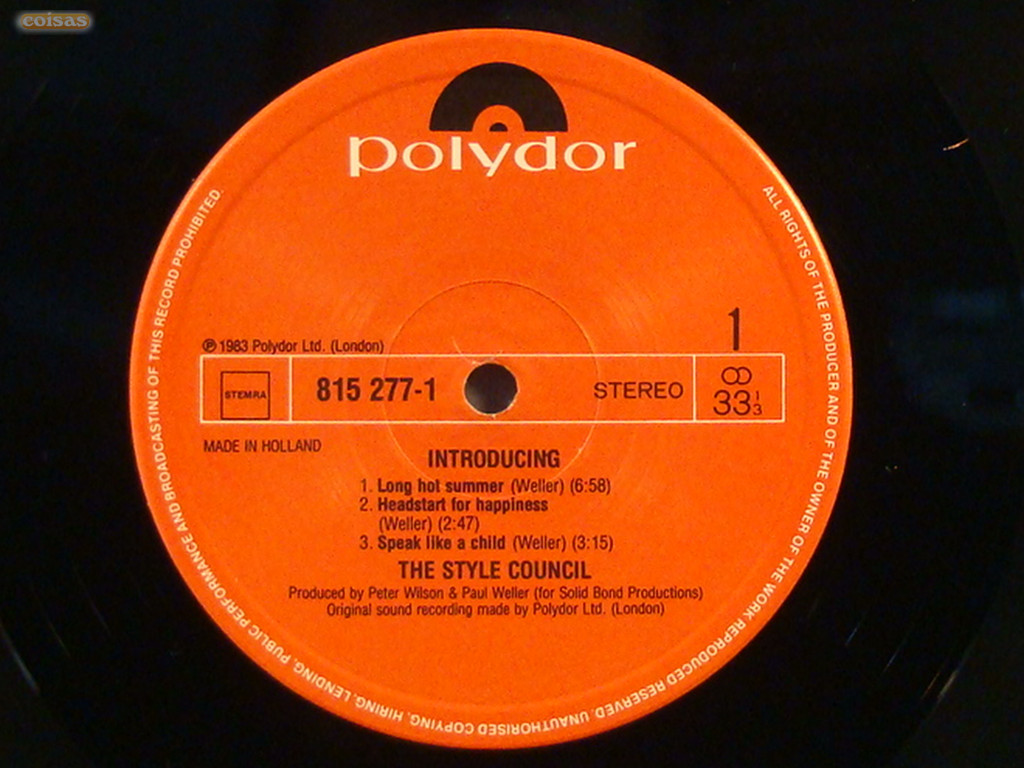 coisas
polydor
ALL RIGHTS OF THE PRODUCER AND OF THE OWNER OF THE WORK REPRODUCED RESERVED. UNAUTHORISED COPYING, HIRING, LENDING, PUBLIC PERFORMANCE AND BROADCASTING OF THIS RECORD PROHIBITED.
1
℗ 1983 Polydor Ltd. (London)
STEMRA 815 277-1 STEREO 33 1/3
MADE IN HOLLAND
INTRODUCING
1. Long hot summer (Weller) (6:58)
2. Headstart for happiness
(Weller) (2:47)
3. Speak like a child (Weller) (3:15)
THE STYLE COUNCIL
Produced by Peter Wilson & Paul Weller (for Solid Bond Productions)
Original sound recording made by Polydor Ltd. (London)